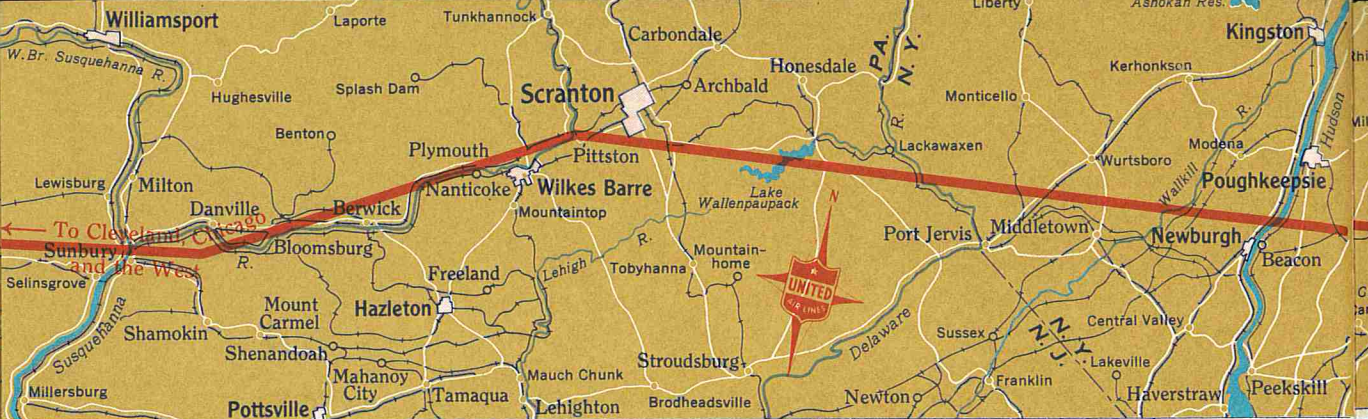 Williamsport
Laporte
Tunkhannock
Carbondale
Liberty
Ashokan Res.
Kingston
W. Br. Susquehanna R.
Hughesville
Splash Dam
Scranton
Archbald
Honesdale
PA.
N. Y.
Kerhonkson
Monticello
R.
Hudson
Benton
Plymouth
Pittston
Lackawaxen
R.
Modena
Wurtsboro
Lewisburg
Milton
Nanticoke
Wilkes Barre
Lake
Wallenpaupack
Wallkill
Poughkeepsie
Danville
Berwick
Mountaintop
N
To Cleveland, Chicago
and the West
Sunbury
R.
Bloomsburg
R.
Port Jervis
Middletown
Newburgh
Beacon
Selinsgrove
Freeland
Lehigh
Tobyhanna
Mountain-
home
UNITED
AIR LINES
Susquehanna
Shamokin
Mount
Carmel
Hazleton
Delaware
Sussex
N. Y.
N. J.
Central Valley
Shenandoah
Mahanoy
City
Stroudsburg
Lakeville
Millersburg
Pottsville
Tamaqua
Mauch Chunk
Lehighton
Brodheadsville
Newton
Franklin
Haverstraw
Peekskill